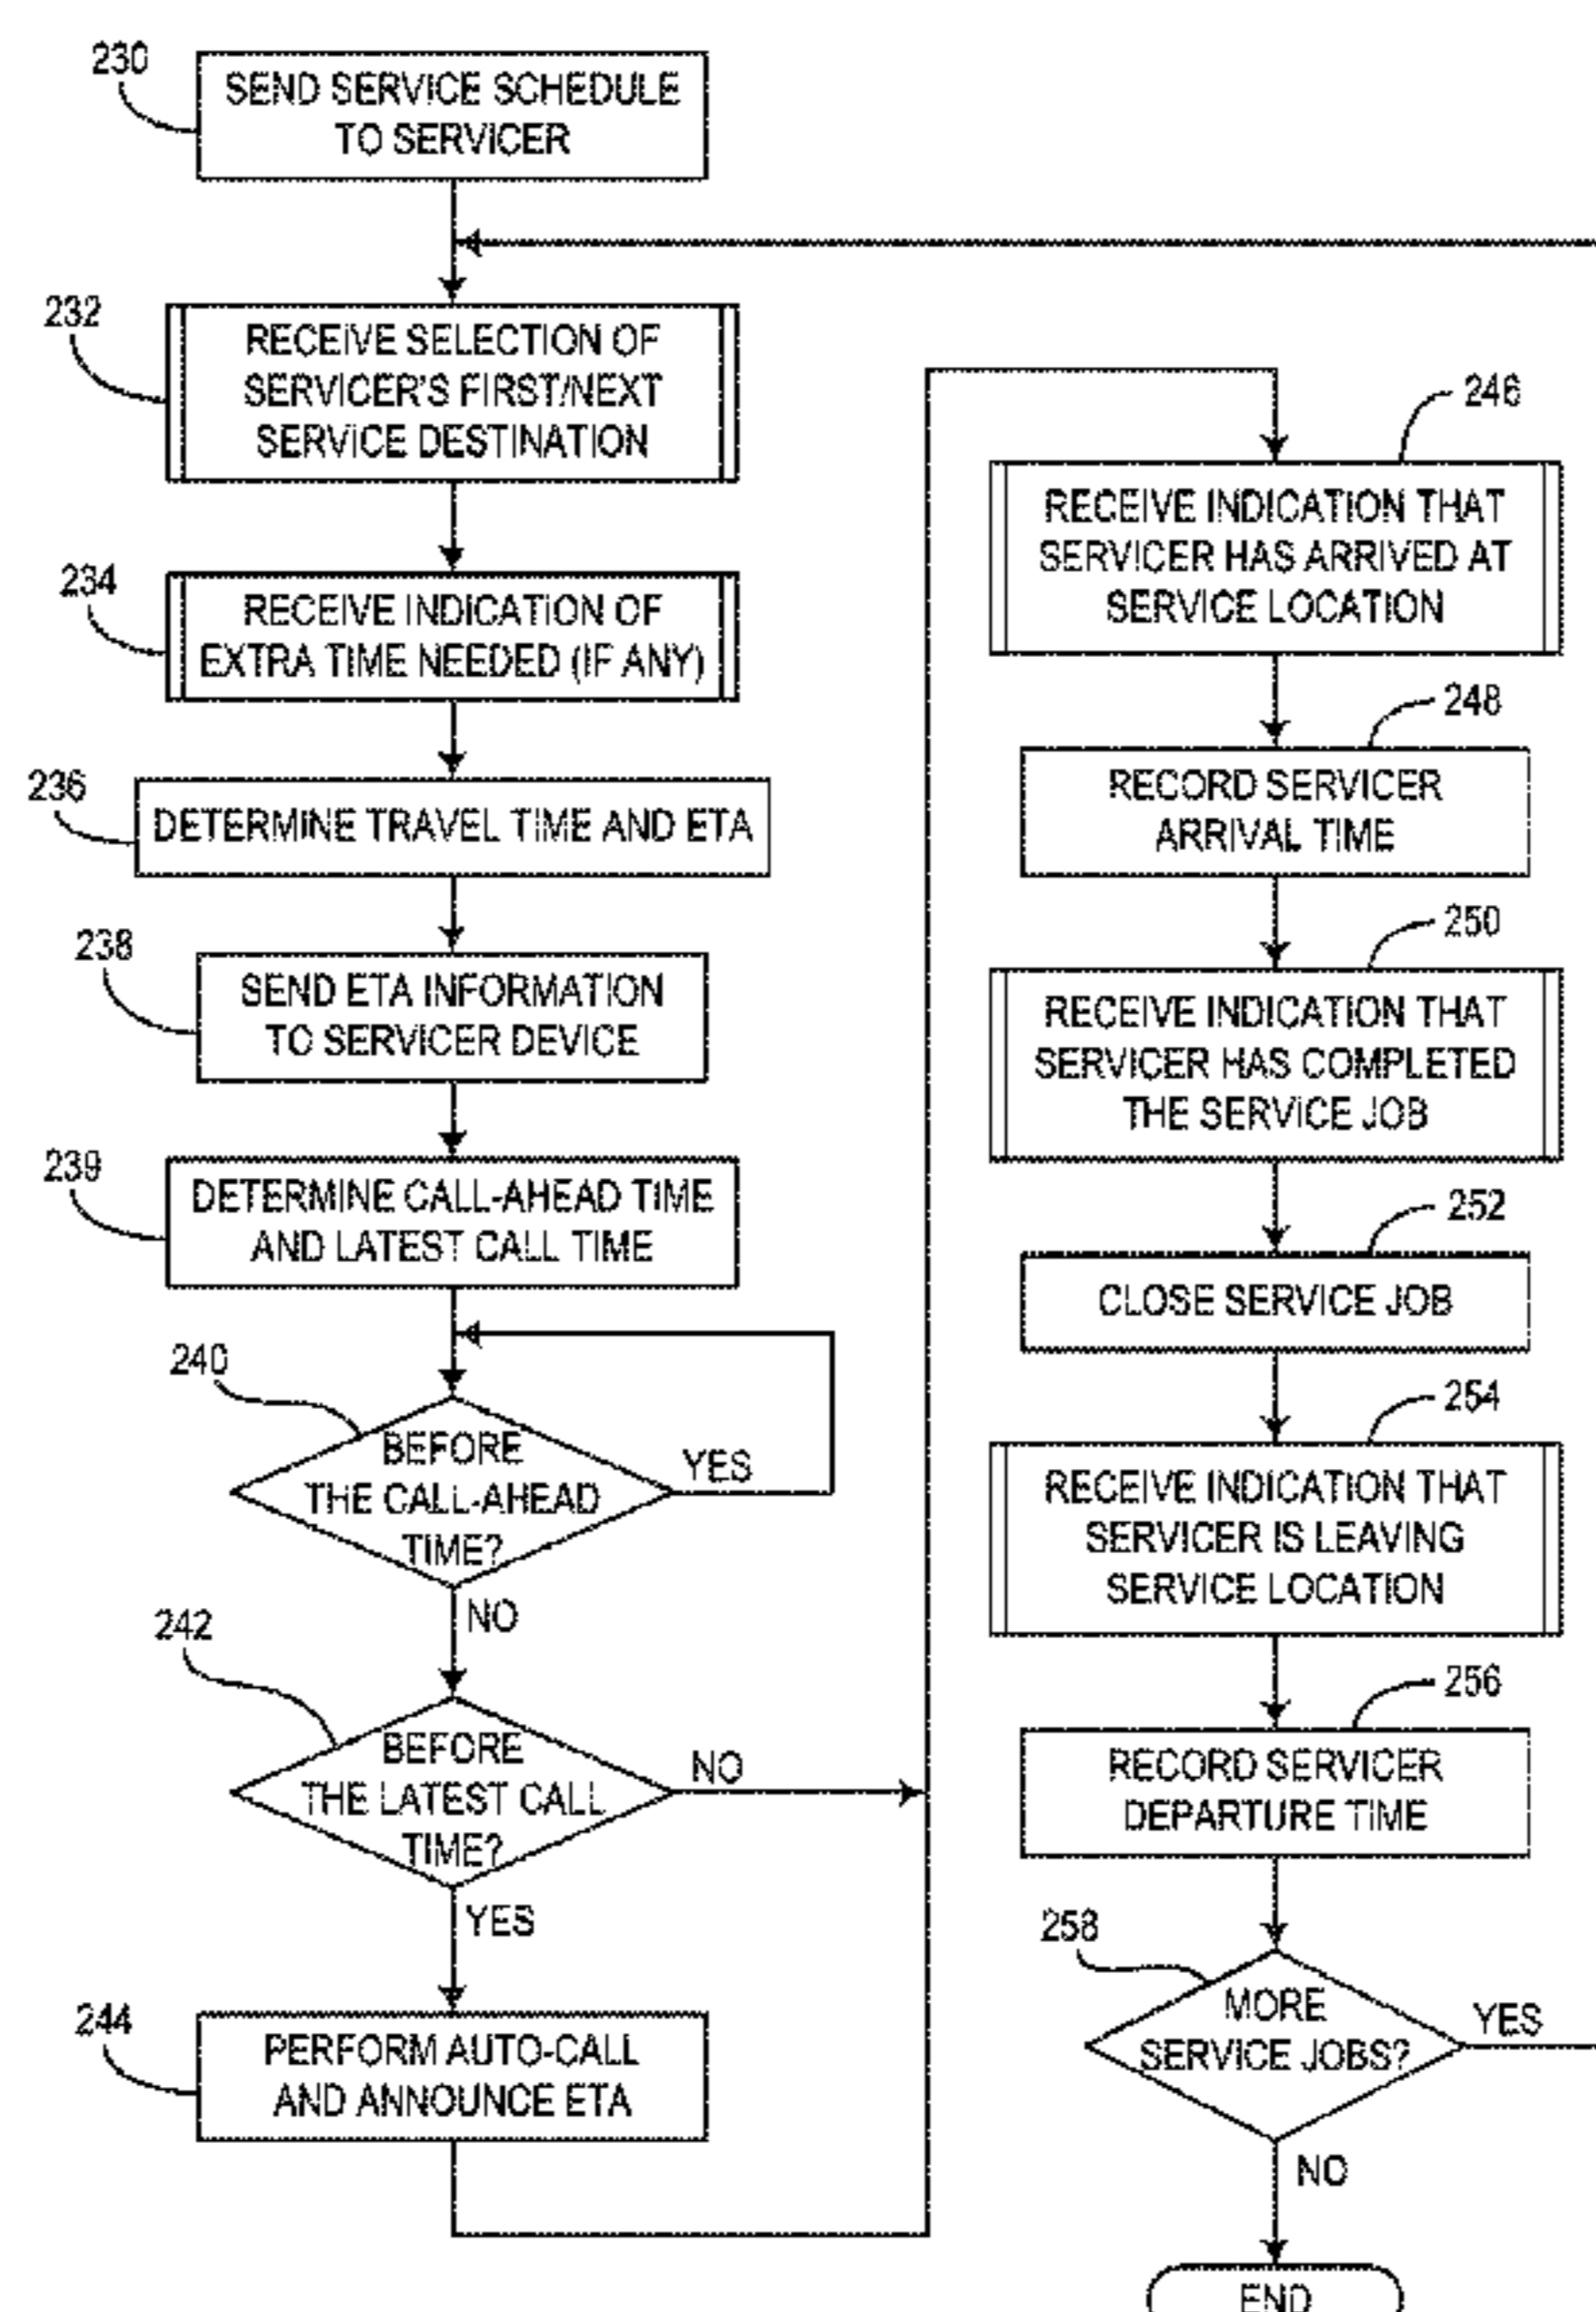 230
SEND SERVICE SCHEDULE
TO SERVICER
232
RECEIVE SELECTION OF
SERVICER'S FIRST/NEXT
SERVICE DESTINATION
234
RECEIVE INDICATION OF
EXTRA TIME NEEDED (IF ANY)
236
DETERMINE TRAVEL TIME AND ETA
238
SEND ETA INFORMATION
TO SERVICER DEVICE
239
DETERMINE CALL-AHEAD TIME
AND LATEST CALL TIME
240
BEFORE
THE CALL-AHEAD
TIME?
YES
NO
242
BEFORE
THE LATEST CALL
TIME?
NO
YES
244
PERFORM AUTO-CALL
AND ANNOUNCE ETA
246
RECEIVE INDICATION THAT
SERVICER HAS ARRIVED AT
SERVICE LOCATION
248
RECORD SERVICER
ARRIVAL TIME
250
RECEIVE INDICATION THAT
SERVICER HAS COMPLETED
THE SERVICE JOB
252
CLOSE SERVICE JOB
254
RECEIVE INDICATION THAT
SERVICER IS LEAVING
SERVICE LOCATION
256
RECORD SERVICER
DEPARTURE TIME
258
MORE
SERVICE JOBS?
YES
NO
END